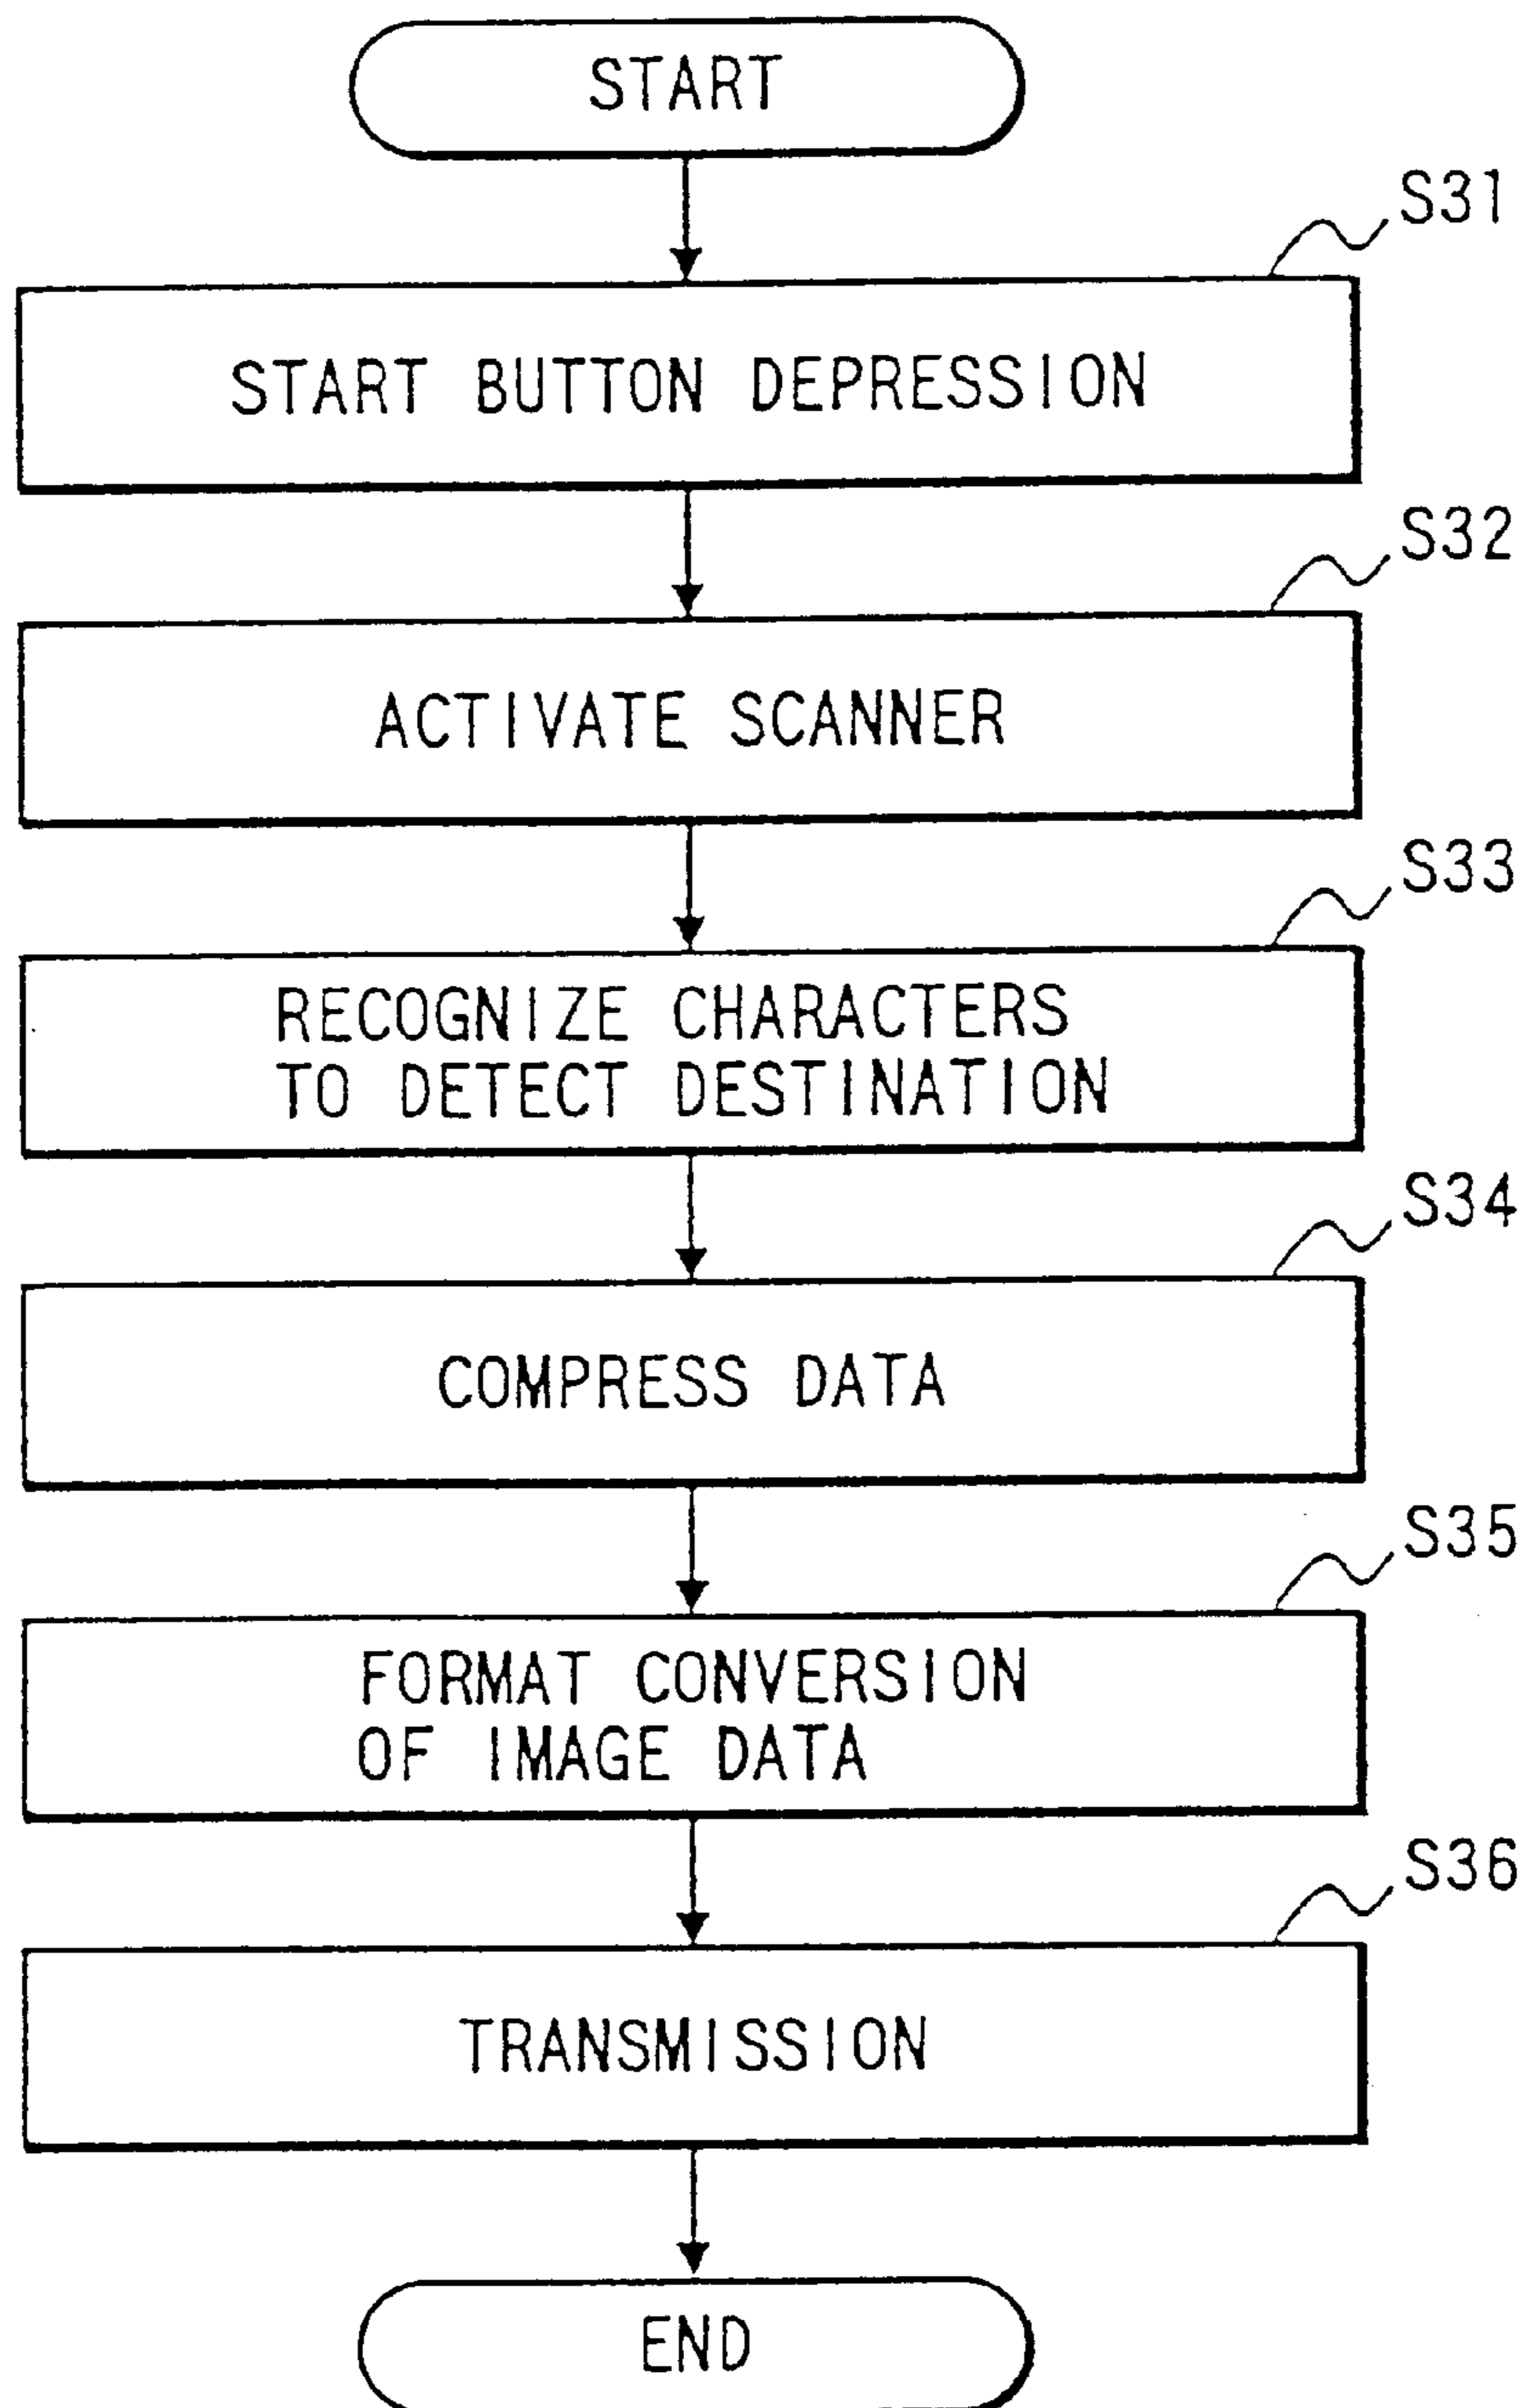 START
S31
START BUTTON DEPRESSION
S32
ACTIVATE SCANNER
S33
RECOGNIZE CHARACTERS
TO DETECT DESTINATION
S34
COMPRESS DATA
S35
FORMAT CONVERSION
OF IMAGE DATA
S36
TRANSMISSION
END